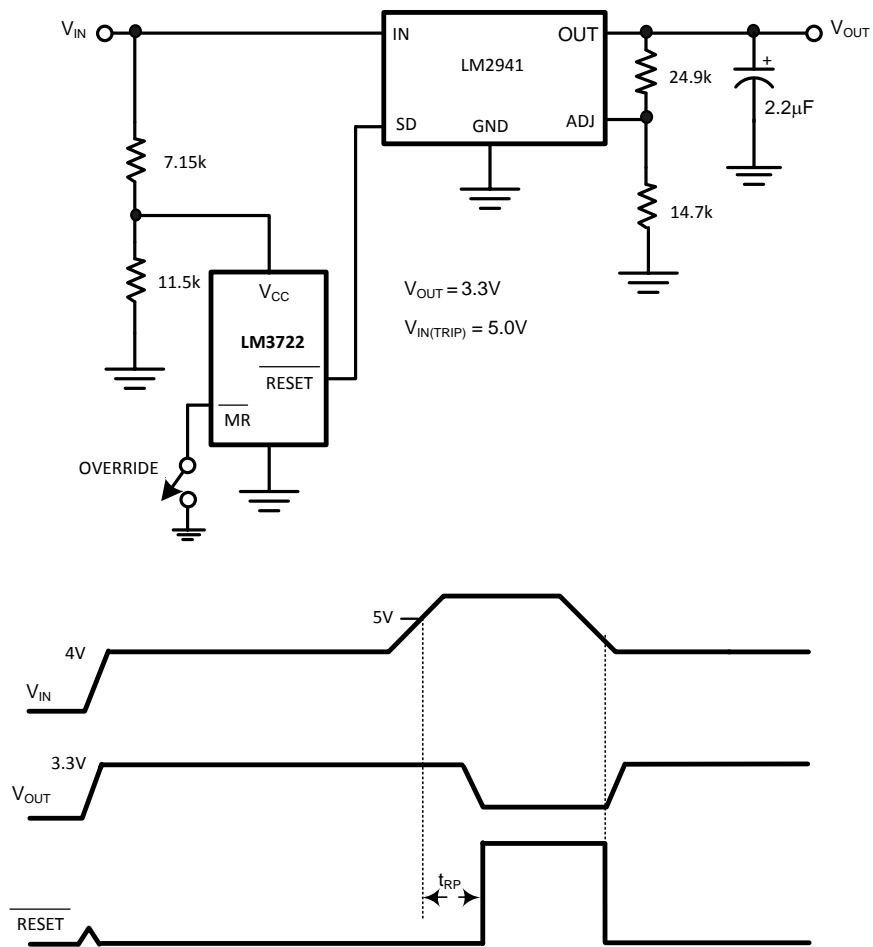 V_IN
IN
OUT
V_OUT
LM2941
24.9k
+
2.2µF
SD
GND
ADJ
7.15k
14.7k
11.5k
V_CC
V_OUT = 3.3V
LM3722
V_IN(TRIP) = 5.0V
RESET
MR
OVERRIDE
5V
4V
V_IN
3.3V
V_OUT
t_RP
RESET